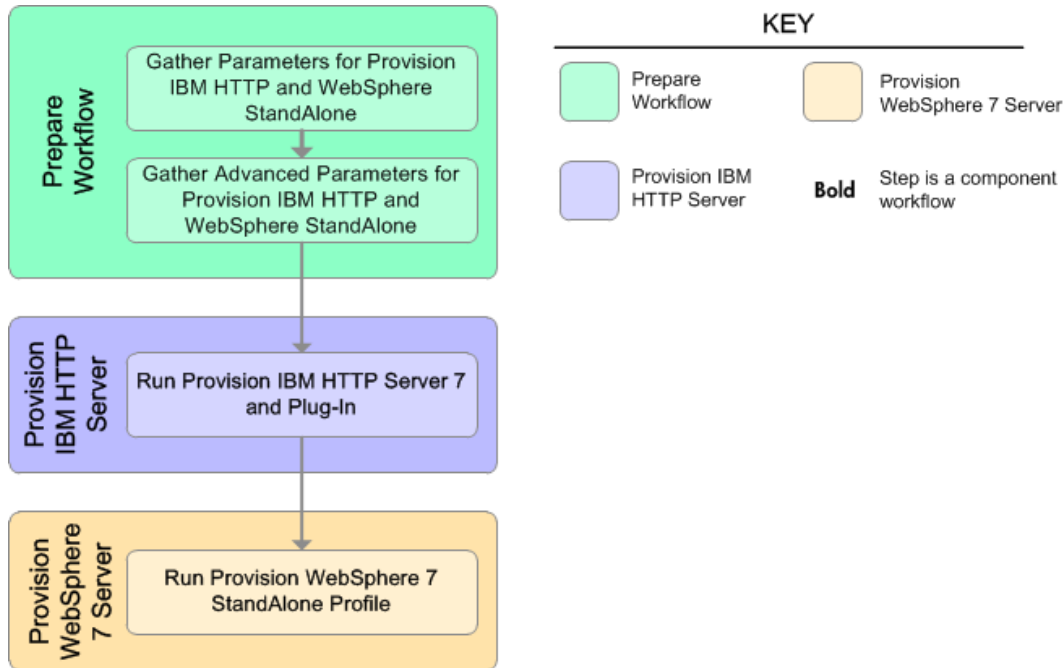 Prepare
Workflow
Gather Parameters for Provision
IBM HTTP and WebSphere
StandAlone
Gather Advanced Parameters for
Provision IBM HTTP and
WebSphere StandAlone
Provision
IBM HTTP
Server
Run Provision IBM HTTP Server 7
and Plug-In
Provision
WebSphere
7 Server
Run Provision WebSphere 7
StandAlone Profile
KEY
Prepare
Workflow
Provision
WebSphere 7 Server
Provision IBM
HTTP Server
Bold
Step is a component
workflow